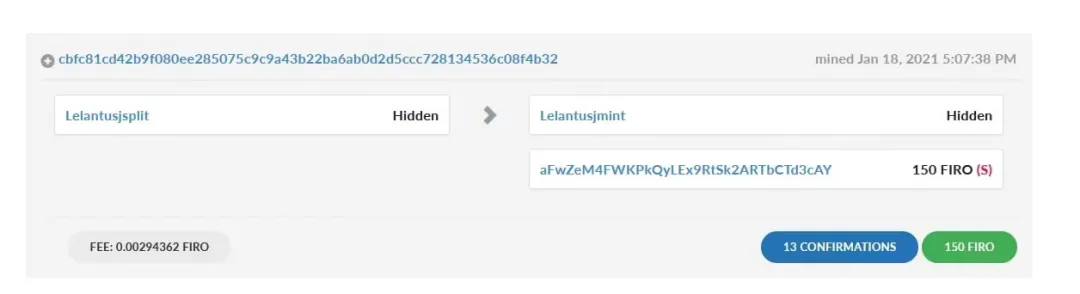 cbfc81cd42b9f080ee285075c9c9a43b22ba6ab0d2d5ccc728134536c08f4b32 mined Jan 18, 2021 5:07:38 PM
Lelantusjsplit Hidden Lelantusjmint Hidden
aFwZeM4FWKPkQyLEx9RtSk2ARTbCTd3cAY 150 FIRO (S)
FEE: 0.00294362 FIRO 13 CONFIRMATIONS 150 FIRO